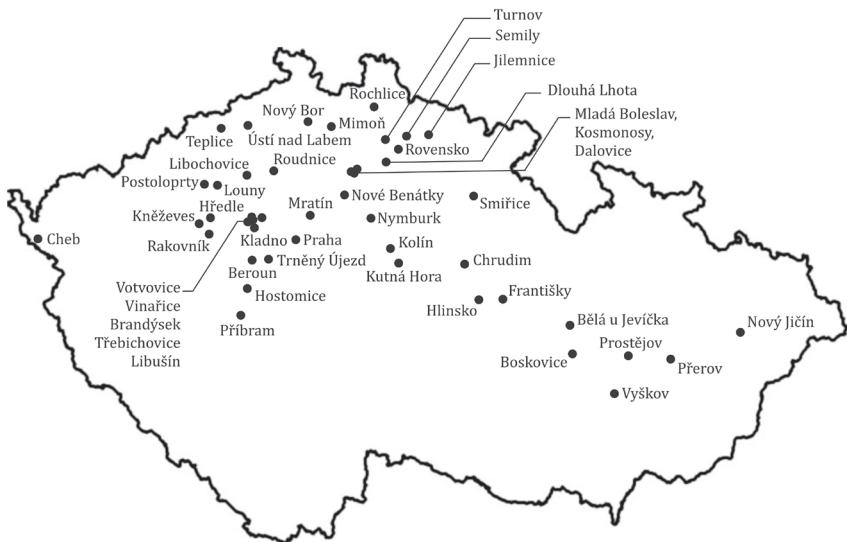 Turnov
Semily
Jilemnice
Dlouhá Lhota
Mladá Boleslav,
Kosmonosy,
Dalovice
Rochlice
Nový Bor
Mimoň
Teplice
Ústí nad Labem
Rovensko
Libochovice
Roudnice
Postoloprty
Louny
Nové Benátky
Smiřice
Hředle
Mratín
Kněževes
Nymburk
Cheb
Rakovník
Kladno
Praha
Kolín
Beroun
Trněný Újezd
Kutná Hora
Chrudim
Votvovice
Vinařice
Brandýsek
Třebichovice
Libušín
Hostomice
Františky
Hlinsko
Příbram
Bělá u Jevíčka
Nový Jičín
Boskovice
Prostějov
Přerov
Vyškov